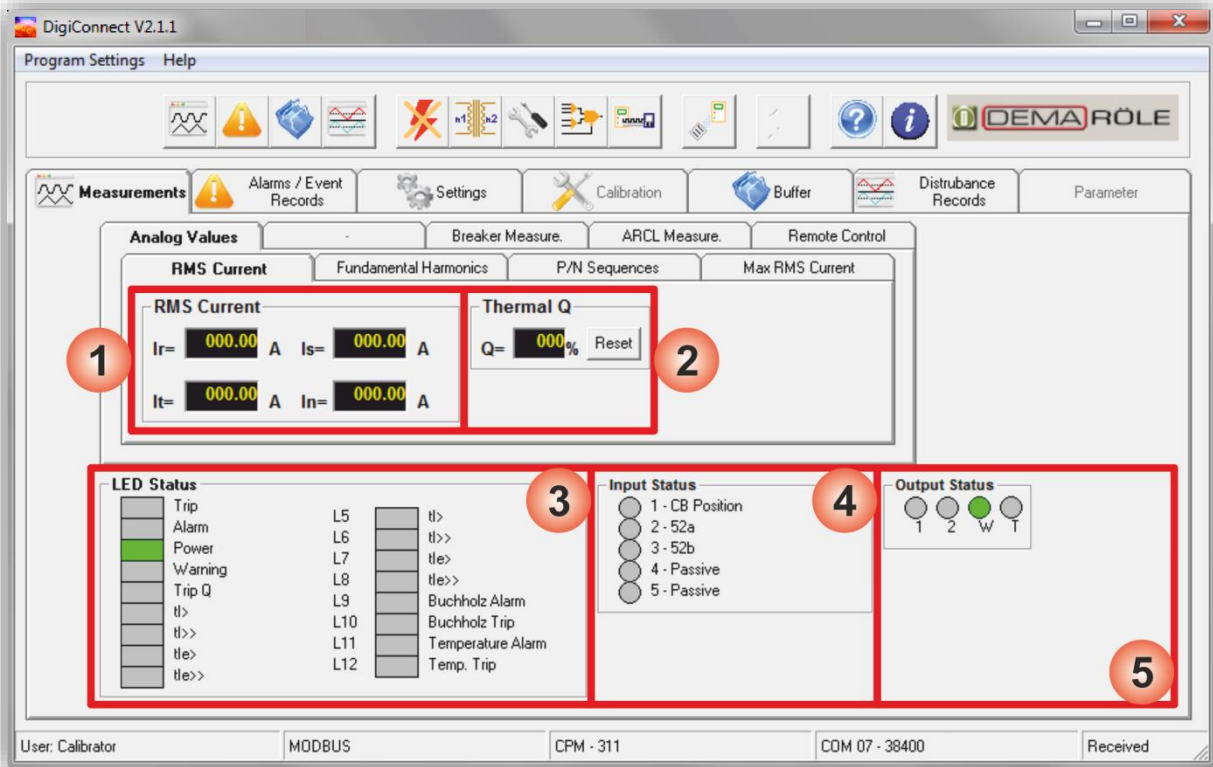 DigiConnect V2.1.1
Program Settings Help
n1 n2
DEMA RÖLE
Measurements
Alarms / Event
Records
Settings
Calibration
Buffer
Distrubance
Records
Parameter
Analog Values - Breaker Measure. ARCL Measure. Remote Control
RMS Current Fundamental Harmonics P/N Sequences Max RMS Current
RMS Current
Ir= 000.00 A Is= 000.00 A
It= 000.00 A In= 000.00 A
1
Thermal Q
Q= 000% Reset
2
LED Status
Trip
Alarm
Power
Warning
Trip Q
tI>
tI>>
tIe>
tIe>>
L5 tI>
L6 tI>>
L7 tIe>
L8 tIe>>
L9 Buchholz Alarm
L10 Buchholz Trip
L11 Temperature Alarm
L12 Temp. Trip
3
Input Status
1 - CB Position
2 - 52a
3 - 52b
4 - Passive
5 - Passive
4
Output Status
1 2 W T
5
User: Calibrator MODBUS CPM - 311 COM 07 - 38400 Received